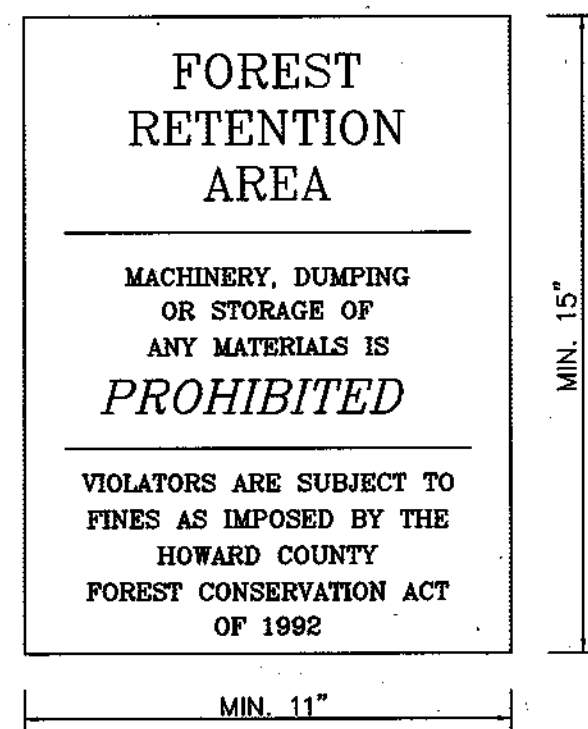 FOREST
RETENTION
AREA
MACHINERY, DUMPING
OR STORAGE OF
ANY MATERIALS IS
PROHIBITED
VIOLATORS ARE SUBJECT TO
FINES AS IMPOSED BY THE
HOWARD COUNTY
FOREST CONSERVATION ACT
OF 1992
MIN. 15"
MIN. 11"